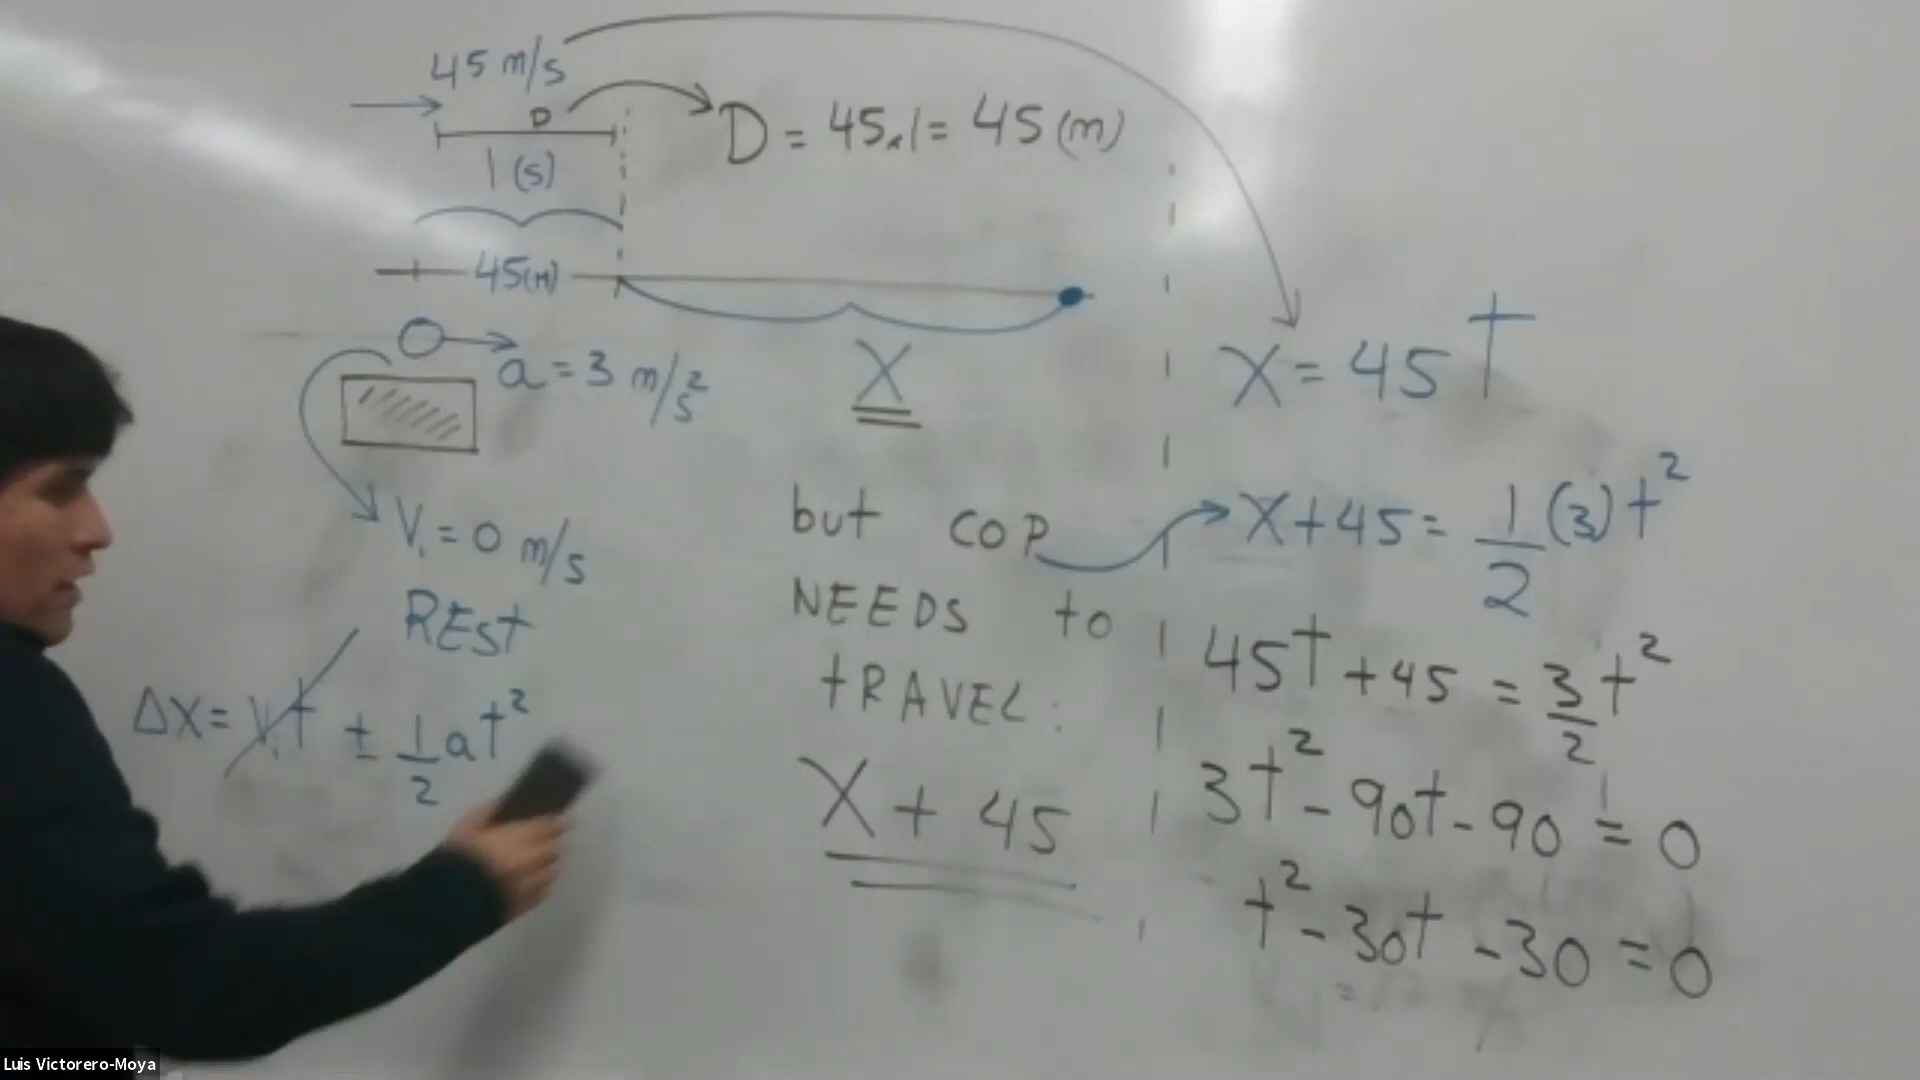 45 m/s
D
1 (s)
D = 45.1 = 45 (m)
45(m)
a = 3 m/s²
X
X = 45t
V₁ = 0 m/s
REst
ΔX = V₁t ± 1/2 at²
but COP
NEEDS to
tRAVEL:
X + 45
X + 45 = 1/2 (3) t²
45t + 45 = 3/2 t²
3t² - 90t - 90 = 0
t² - 30t - 30 = 0
Luis Victorero-Moya